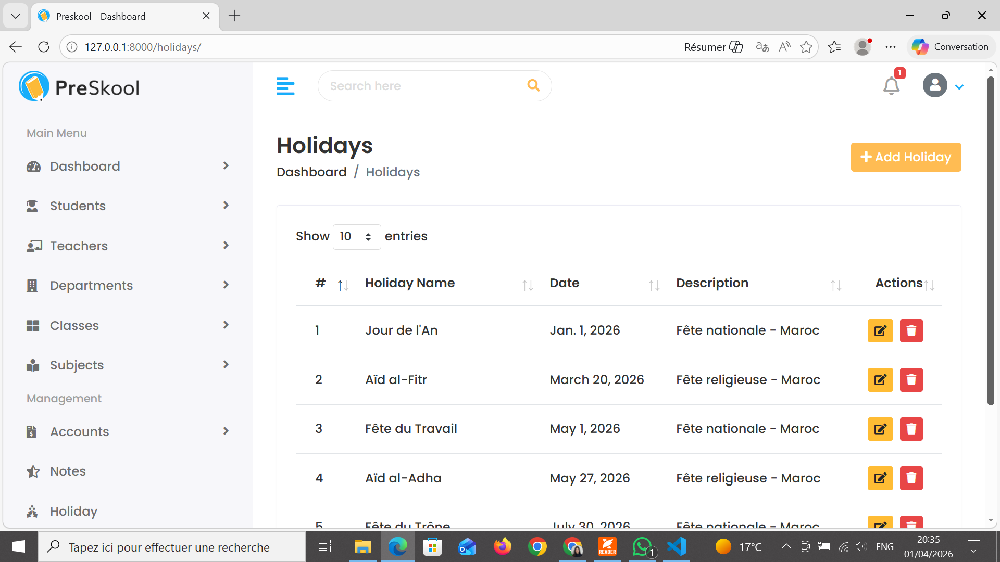 Preskool - Dashboard
127.0.0.1:8000/holidays/
Résumer
Conversation
PreSkool
Search here
1
Main Menu
Dashboard
Students
Teachers
Departments
Classes
Subjects
Management
Accounts
Notes
Holiday
Holidays
Dashboard / Holidays
+ Add Holiday
Show 10 entries
# Holiday Name Date Description Actions
1 Jour de l'An Jan. 1, 2026 Fête nationale - Maroc
2 Aïd al-Fitr March 20, 2026 Fête religieuse - Maroc
3 Fête du Travail May 1, 2026 Fête nationale - Maroc
4 Aïd al-Adha May 27, 2026 Fête religieuse - Maroc
5 Fête du Trône July 30, 2026 Fête nationale - Maroc
Tapez ici pour effectuer une recherche
READER
1
17°C
ENG
20:35
01/04/2026